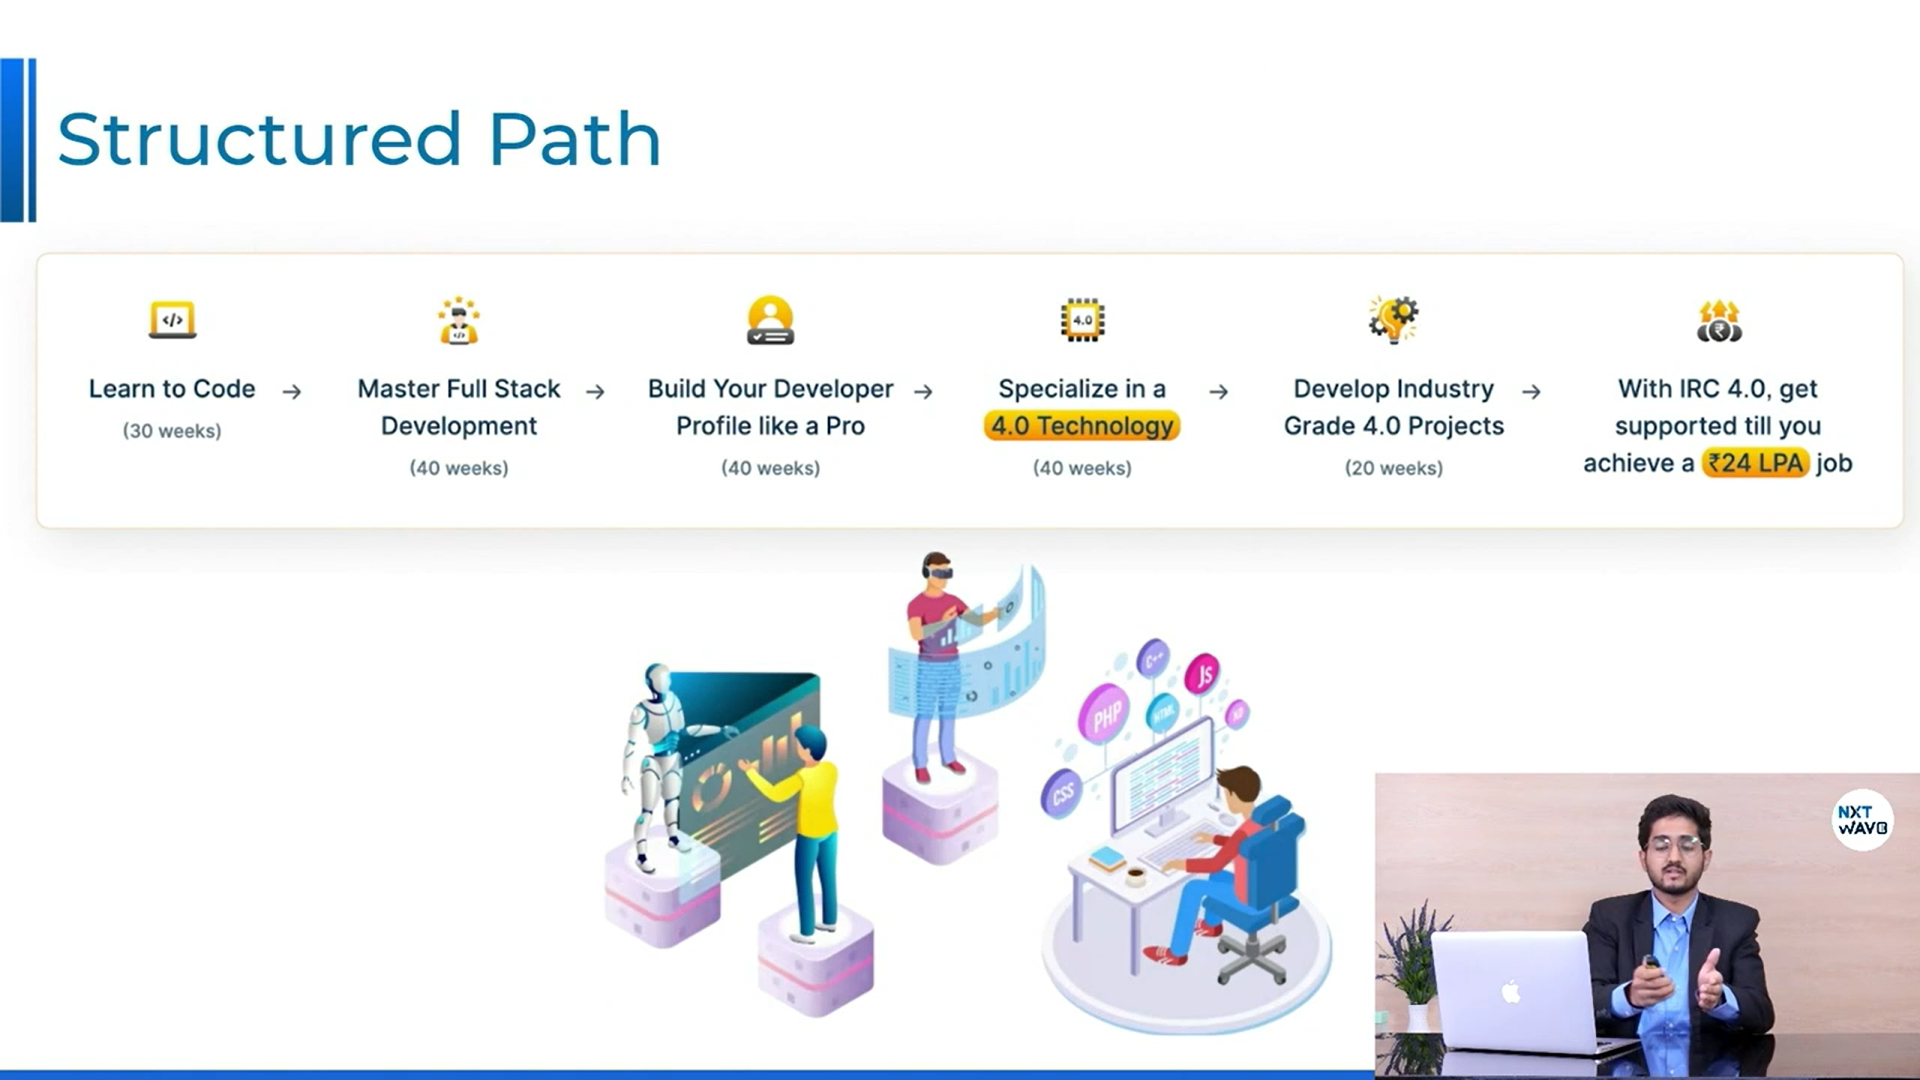 Structured Path
Learn to Code
(30 weeks)
→
Master Full Stack
Development
(40 weeks)
→
Build Your Developer
Profile like a Pro
(40 weeks)
→
Specialize in a
4.0 Technology
(40 weeks)
→
Develop Industry
Grade 4.0 Projects
(20 weeks)
→
With IRC 4.0, get
supported till you
achieve a ₹24 LPA job
</>
4.0
₹
C++
JS
PHP
HTML
CSS
NXT
WAVE